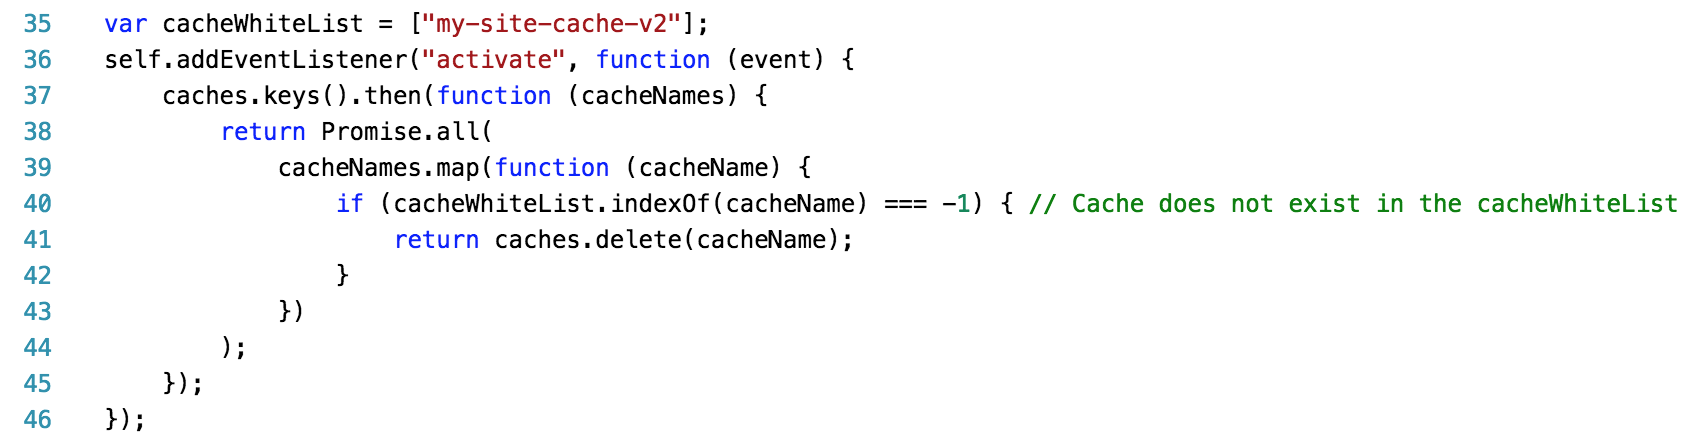 35 var cacheWhiteList = ["my-site-cache-v2"];
36 self.addEventListener("activate", function (event) {
37     caches.keys().then(function (cacheNames) {
38         return Promise.all(
39             cacheNames.map(function (cacheName) {
40                 if (cacheWhiteList.indexOf(cacheName) === -1) { // Cache does not exist in the cacheWhiteList
41                     return caches.delete(cacheName);
42                 }
43             })
44         );
45     });
46 });